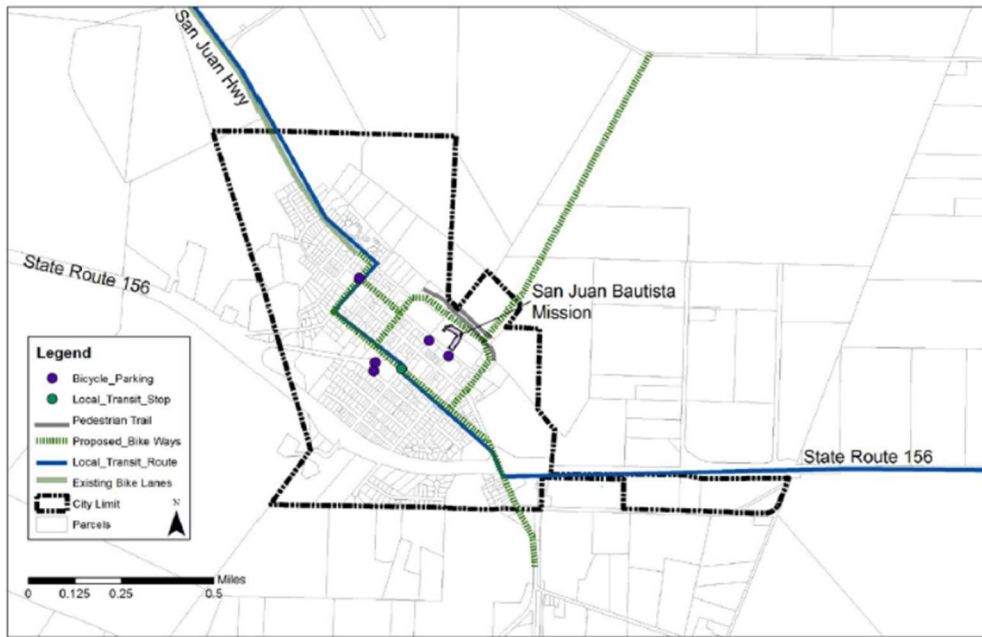 San Juan Hwy
State Route 156
San Juan Bautista
Mission
State Route 156
Legend
Bicycle_Parking
Local_Transit_Stop
Pedestrian Trail
Proposed_Bike Ways
Local_Transit_Route
Existing Bike Lanes
City Limit
Parcels
N
Miles
0 0.125 0.25 0.5